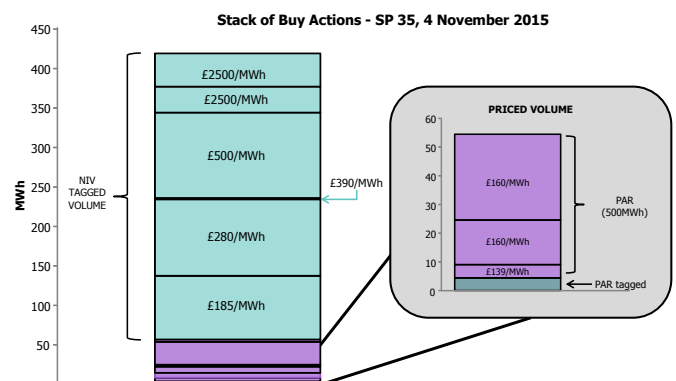 Stack of Buy Actions - SP 35, 4 November 2015
450
400
350
300
250
200
150
100
50
MWh
NIV
TAGGED
VOLUME
£2500/MWh
£2500/MWh
£500/MWh
£390/MWh
£280/MWh
£185/MWh
PRICED VOLUME
60
50
40
30
20
10
0
£160/MWh
£160/MWh
£139/MWh
PAR
(500MWh)
PAR tagged